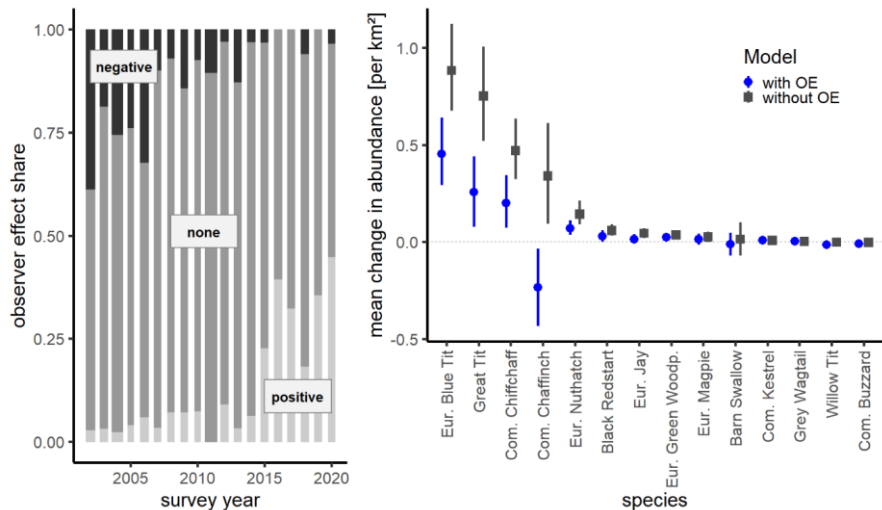 observer effect share
1.00
0.75
0.50
0.25
0.00
negative
none
positive
2005
2010
2015
2020
survey year
mean change in abundance [per km²]
1.0
0.5
0.0
-0.5
Model
with OE
without OE
Eur. Blue Tit
Great Tit
Com. Chiffchaff
Com. Chaffinch
Eur. Nuthatch
Black Redstart
Eur. Jay
Eur. Green Woodp.
Eur. Magpie
Barn Swallow
Com. Kestrel
Grey Wagtail
Willow Tit
Com. Buzzard
species